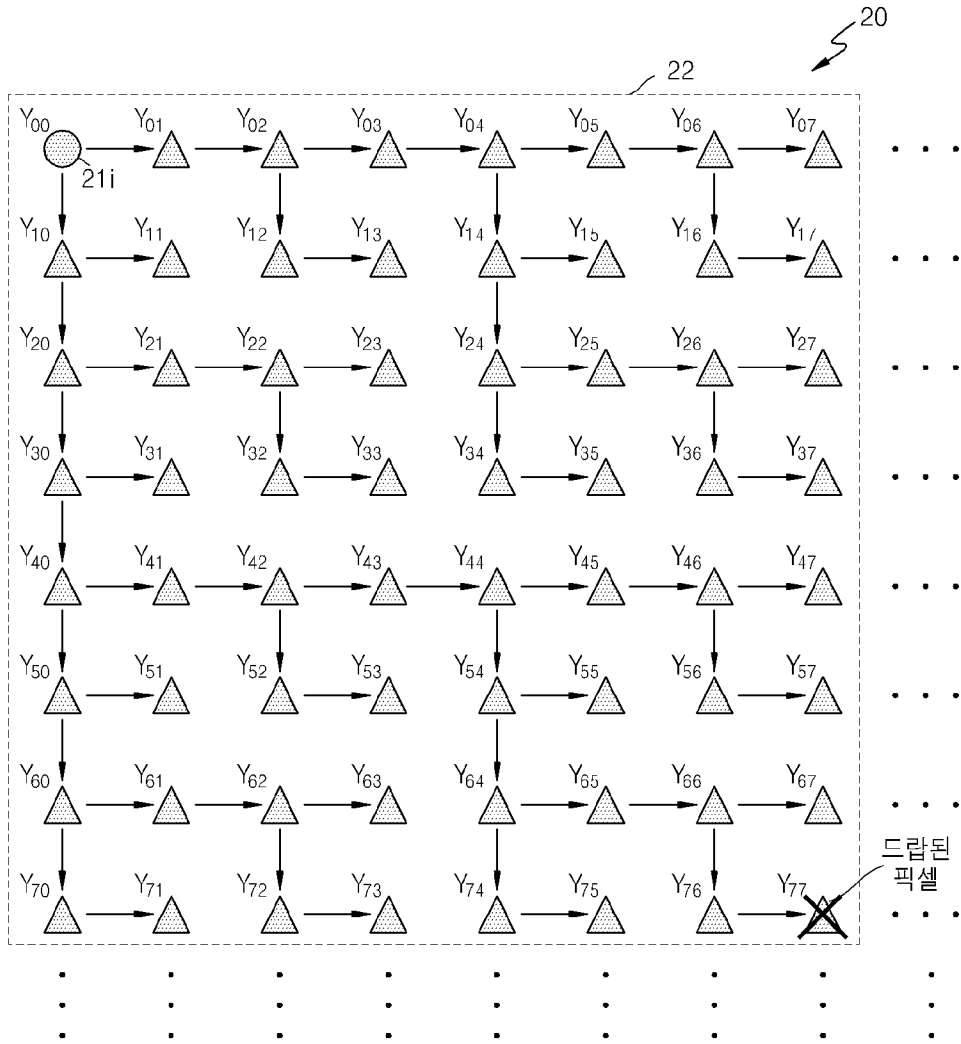 20
22
Y00 Y01 Y02 Y03 Y04 Y05 Y06 Y07
21i
Y10 Y11 Y12 Y13 Y14 Y15 Y16 Y17
Y20 Y21 Y22 Y23 Y24 Y25 Y26 Y27
Y30 Y31 Y32 Y33 Y34 Y35 Y36 Y37
Y40 Y41 Y42 Y43 Y44 Y45 Y46 Y47
Y50 Y51 Y52 Y53 Y54 Y55 Y56 Y57
Y60 Y61 Y62 Y63 Y64 Y65 Y66 Y67
드랍된
픽셀
Y70 Y71 Y72 Y73 Y74 Y75 Y76 Y77